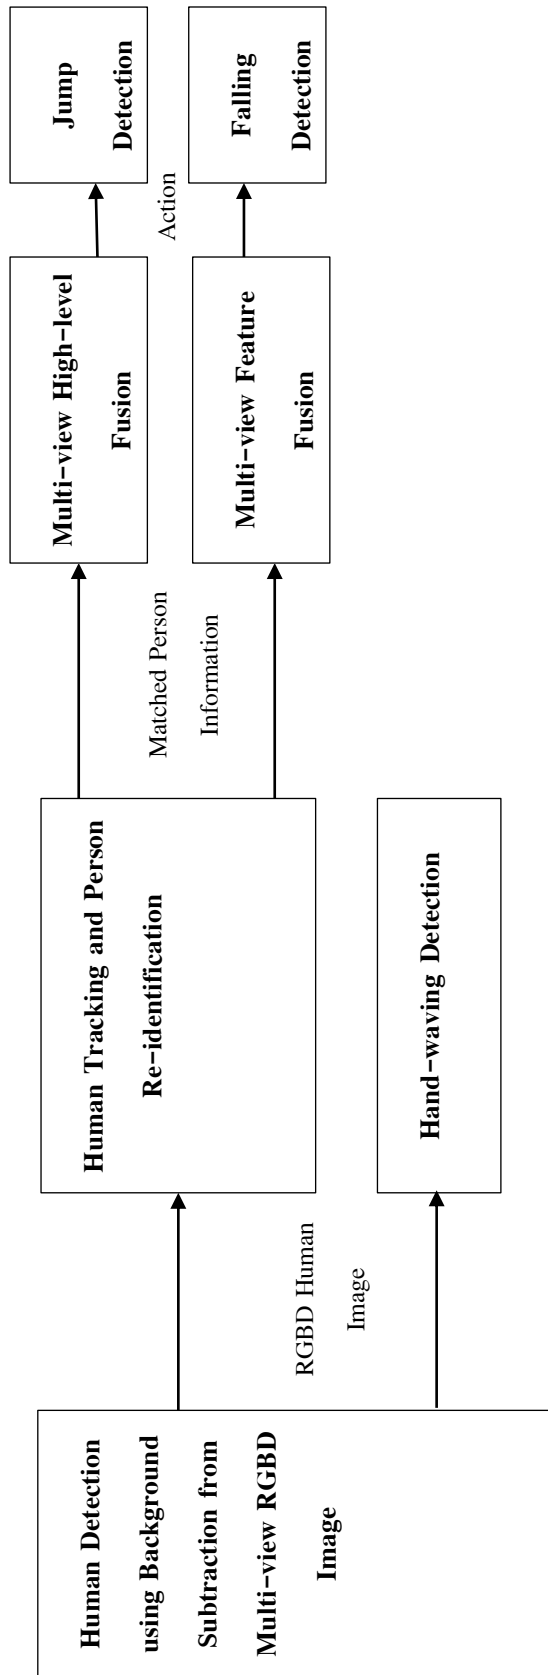 Human Detection
using Background
Subtraction from
Multi-view RGBD
Image
RGBD Human
Image
Human Tracking and Person
Re-identification
Hand-waving Detection
Matched Person
Information
Multi-view High-level
Fusion
Multi-view Feature
Fusion
Action
Jump
Detection
Falling
Detection